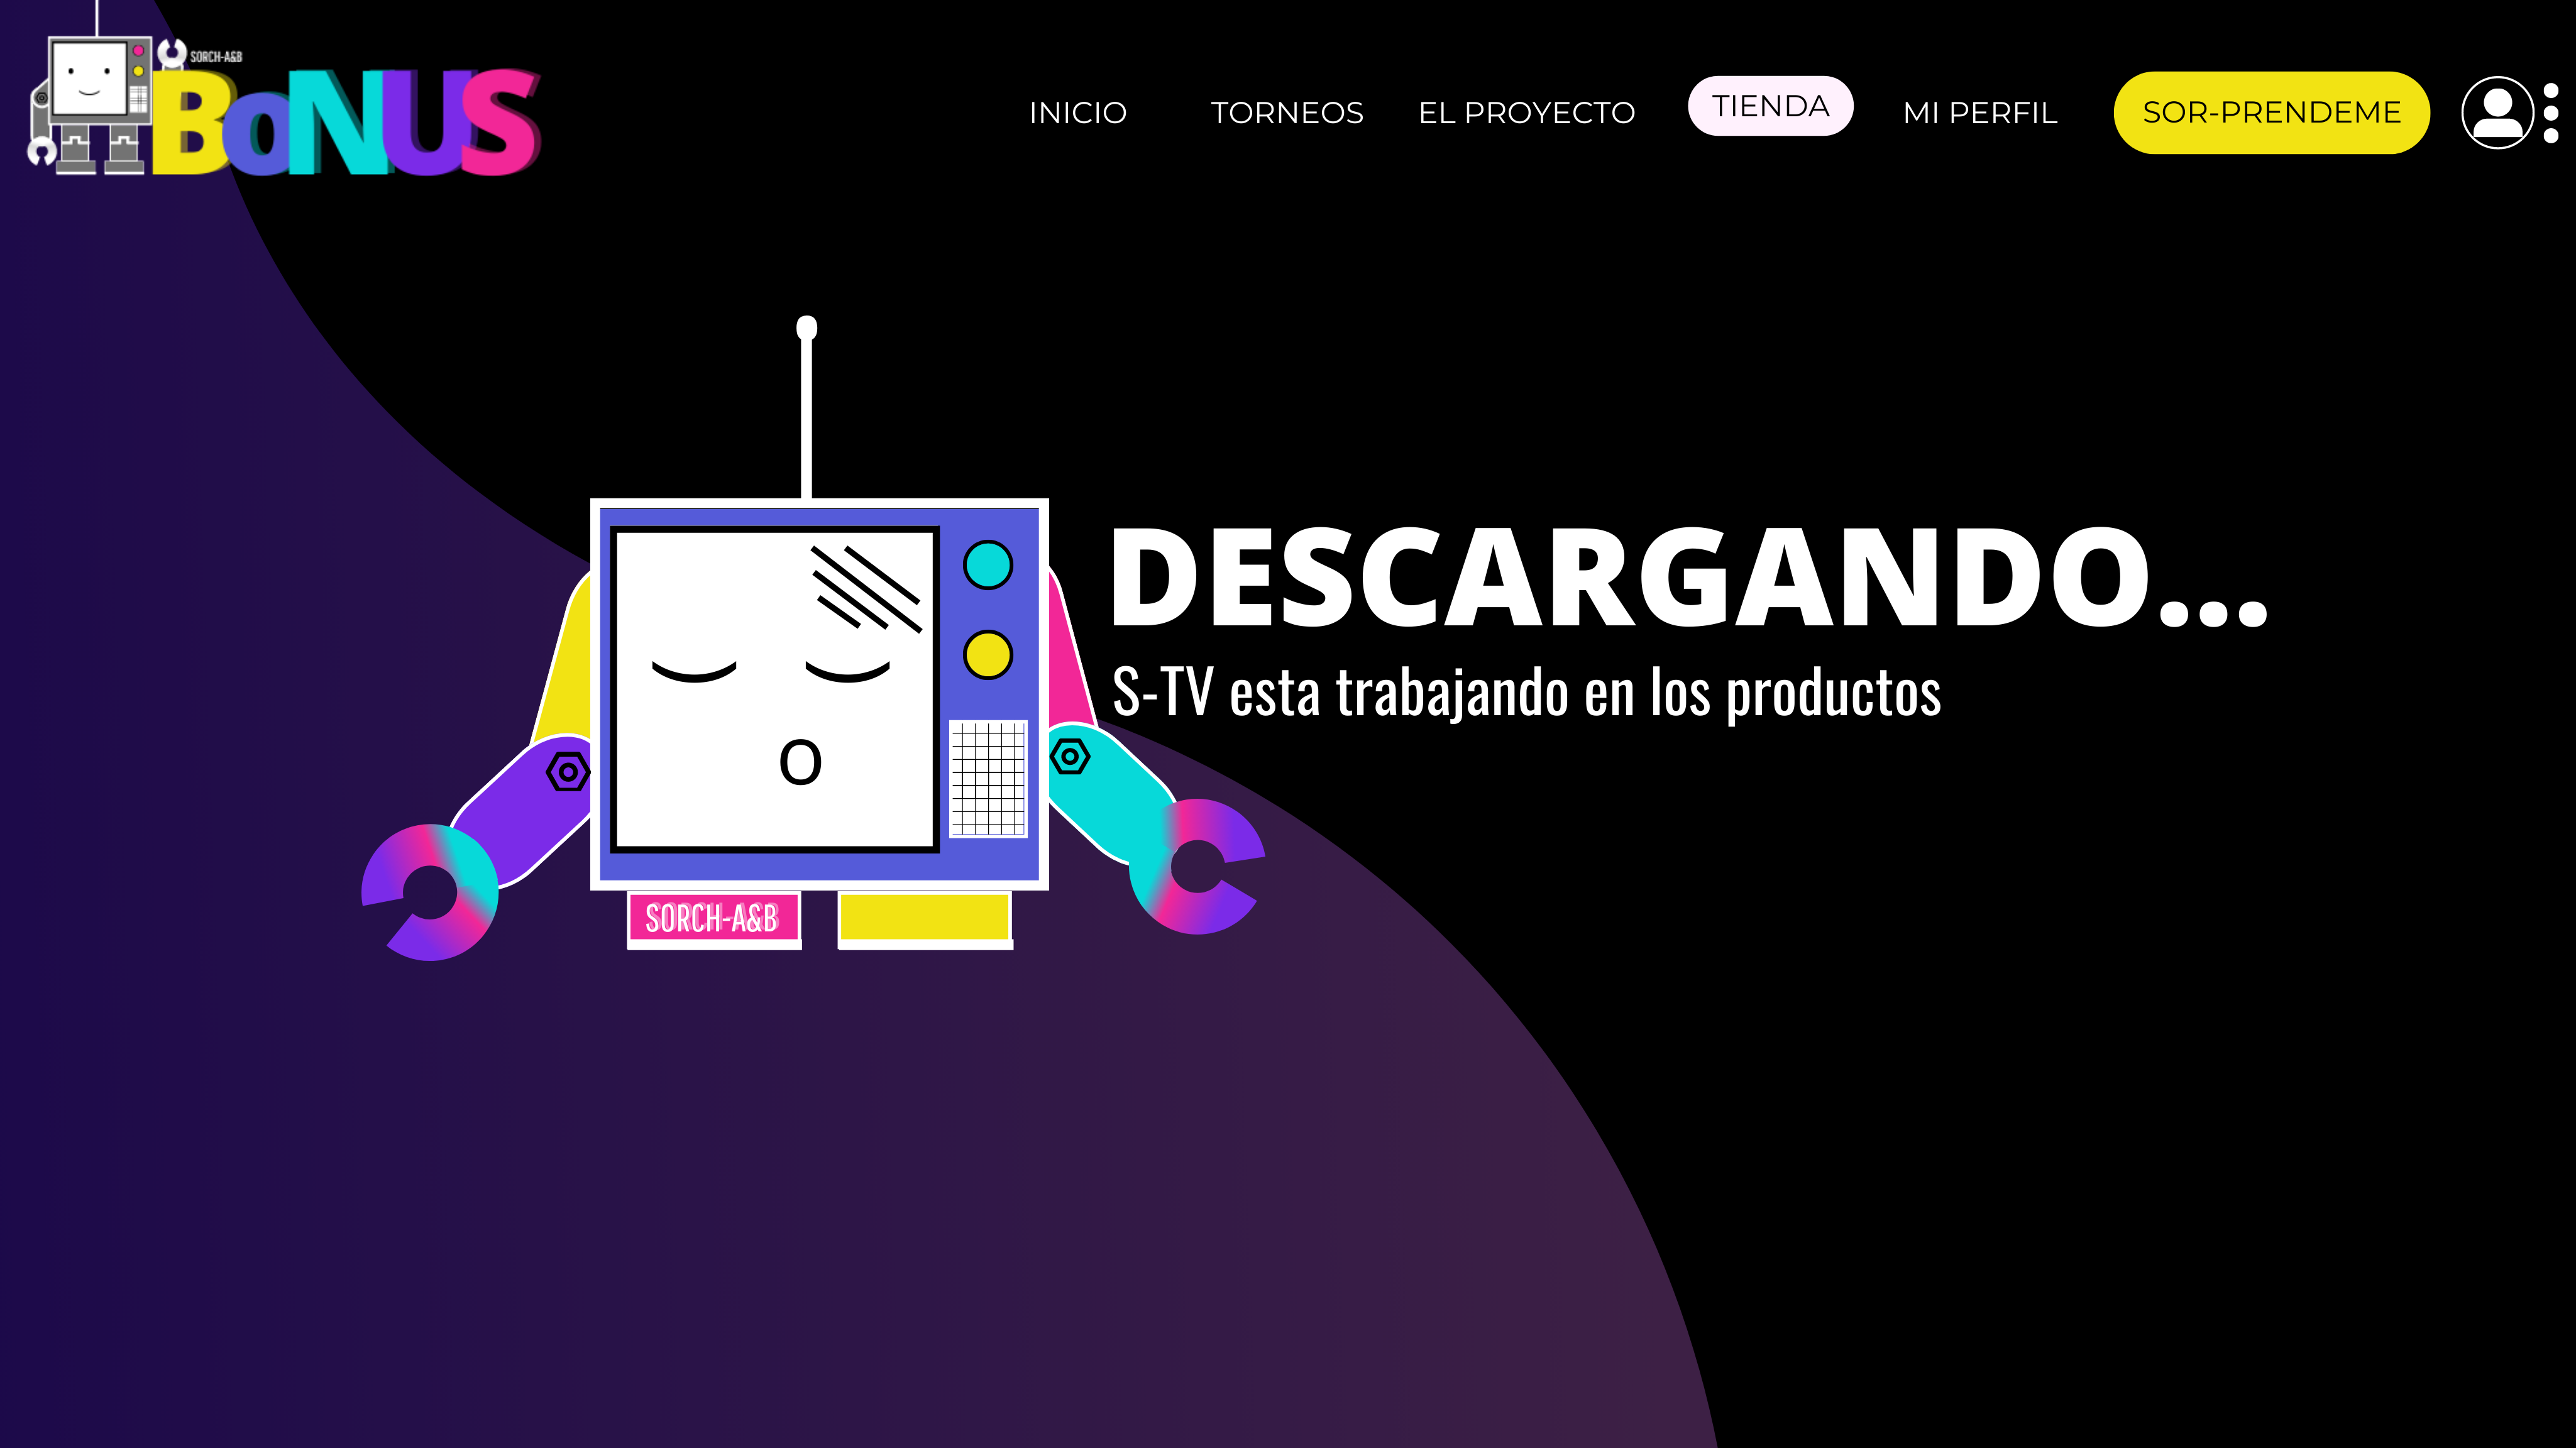 SORCH-A&B
BoNUS
INICIO TORNEOS EL PROYECTO TIENDA MI PERFIL SOR-PRENDEME
DESCARGANDO...
S-TV esta trabajando en los productos
O
SORCH-A&B